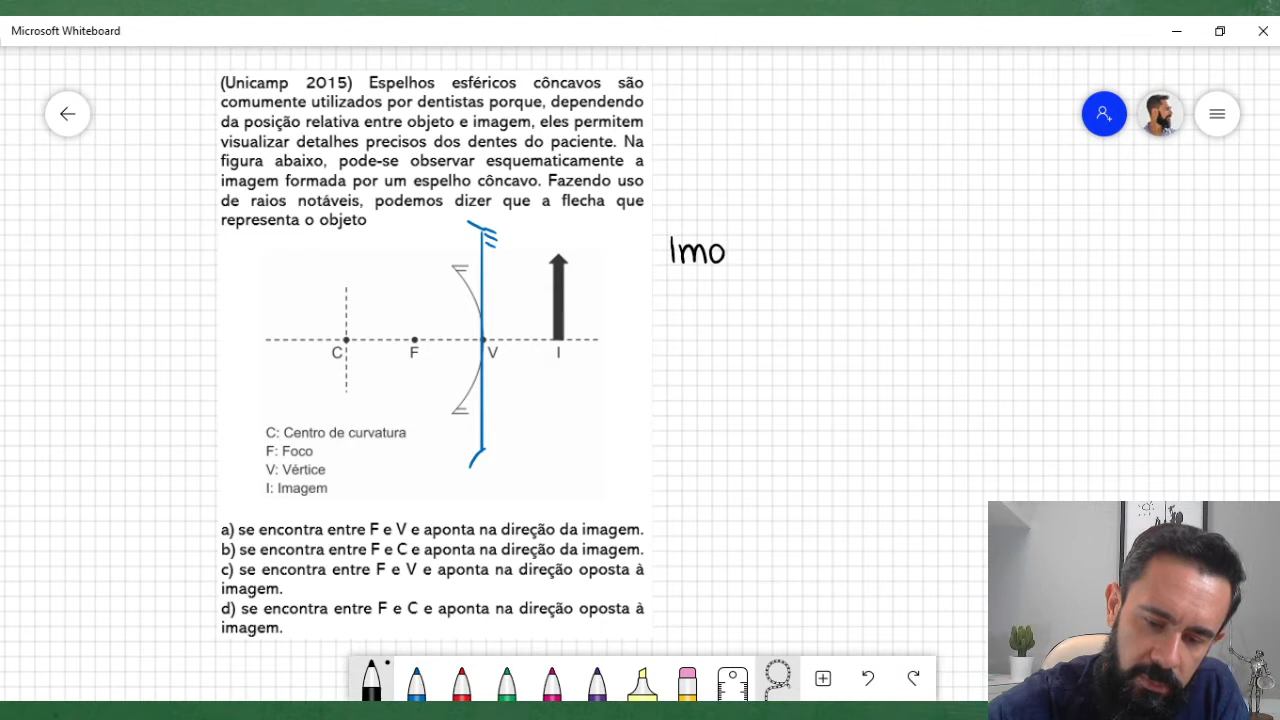 Microsoft Whiteboard
(Unicamp 2015) Espelhos esféricos côncavos são
comumente utilizados por dentistas porque, dependendo
da posição relativa entre objeto e imagem, eles permitem
visualizar detalhes precisos dos dentes do paciente. Na
figura abaixo, pode-se observar esquematicamente a
imagem formada por um espelho côncavo. Fazendo uso
de raios notáveis, podemos dizer que a flecha que
representa o objeto
Imo
C F V I
C: Centro de curvatura
F: Foco
V: Vértice
I: Imagem
a) se encontra entre F e V e aponta na direção da imagem.
b) se encontra entre F e C e aponta na direção da imagem.
c) se encontra entre F e V e aponta na direção oposta à
imagem.
d) se encontra entre F e C e aponta na direção oposta à
imagem.